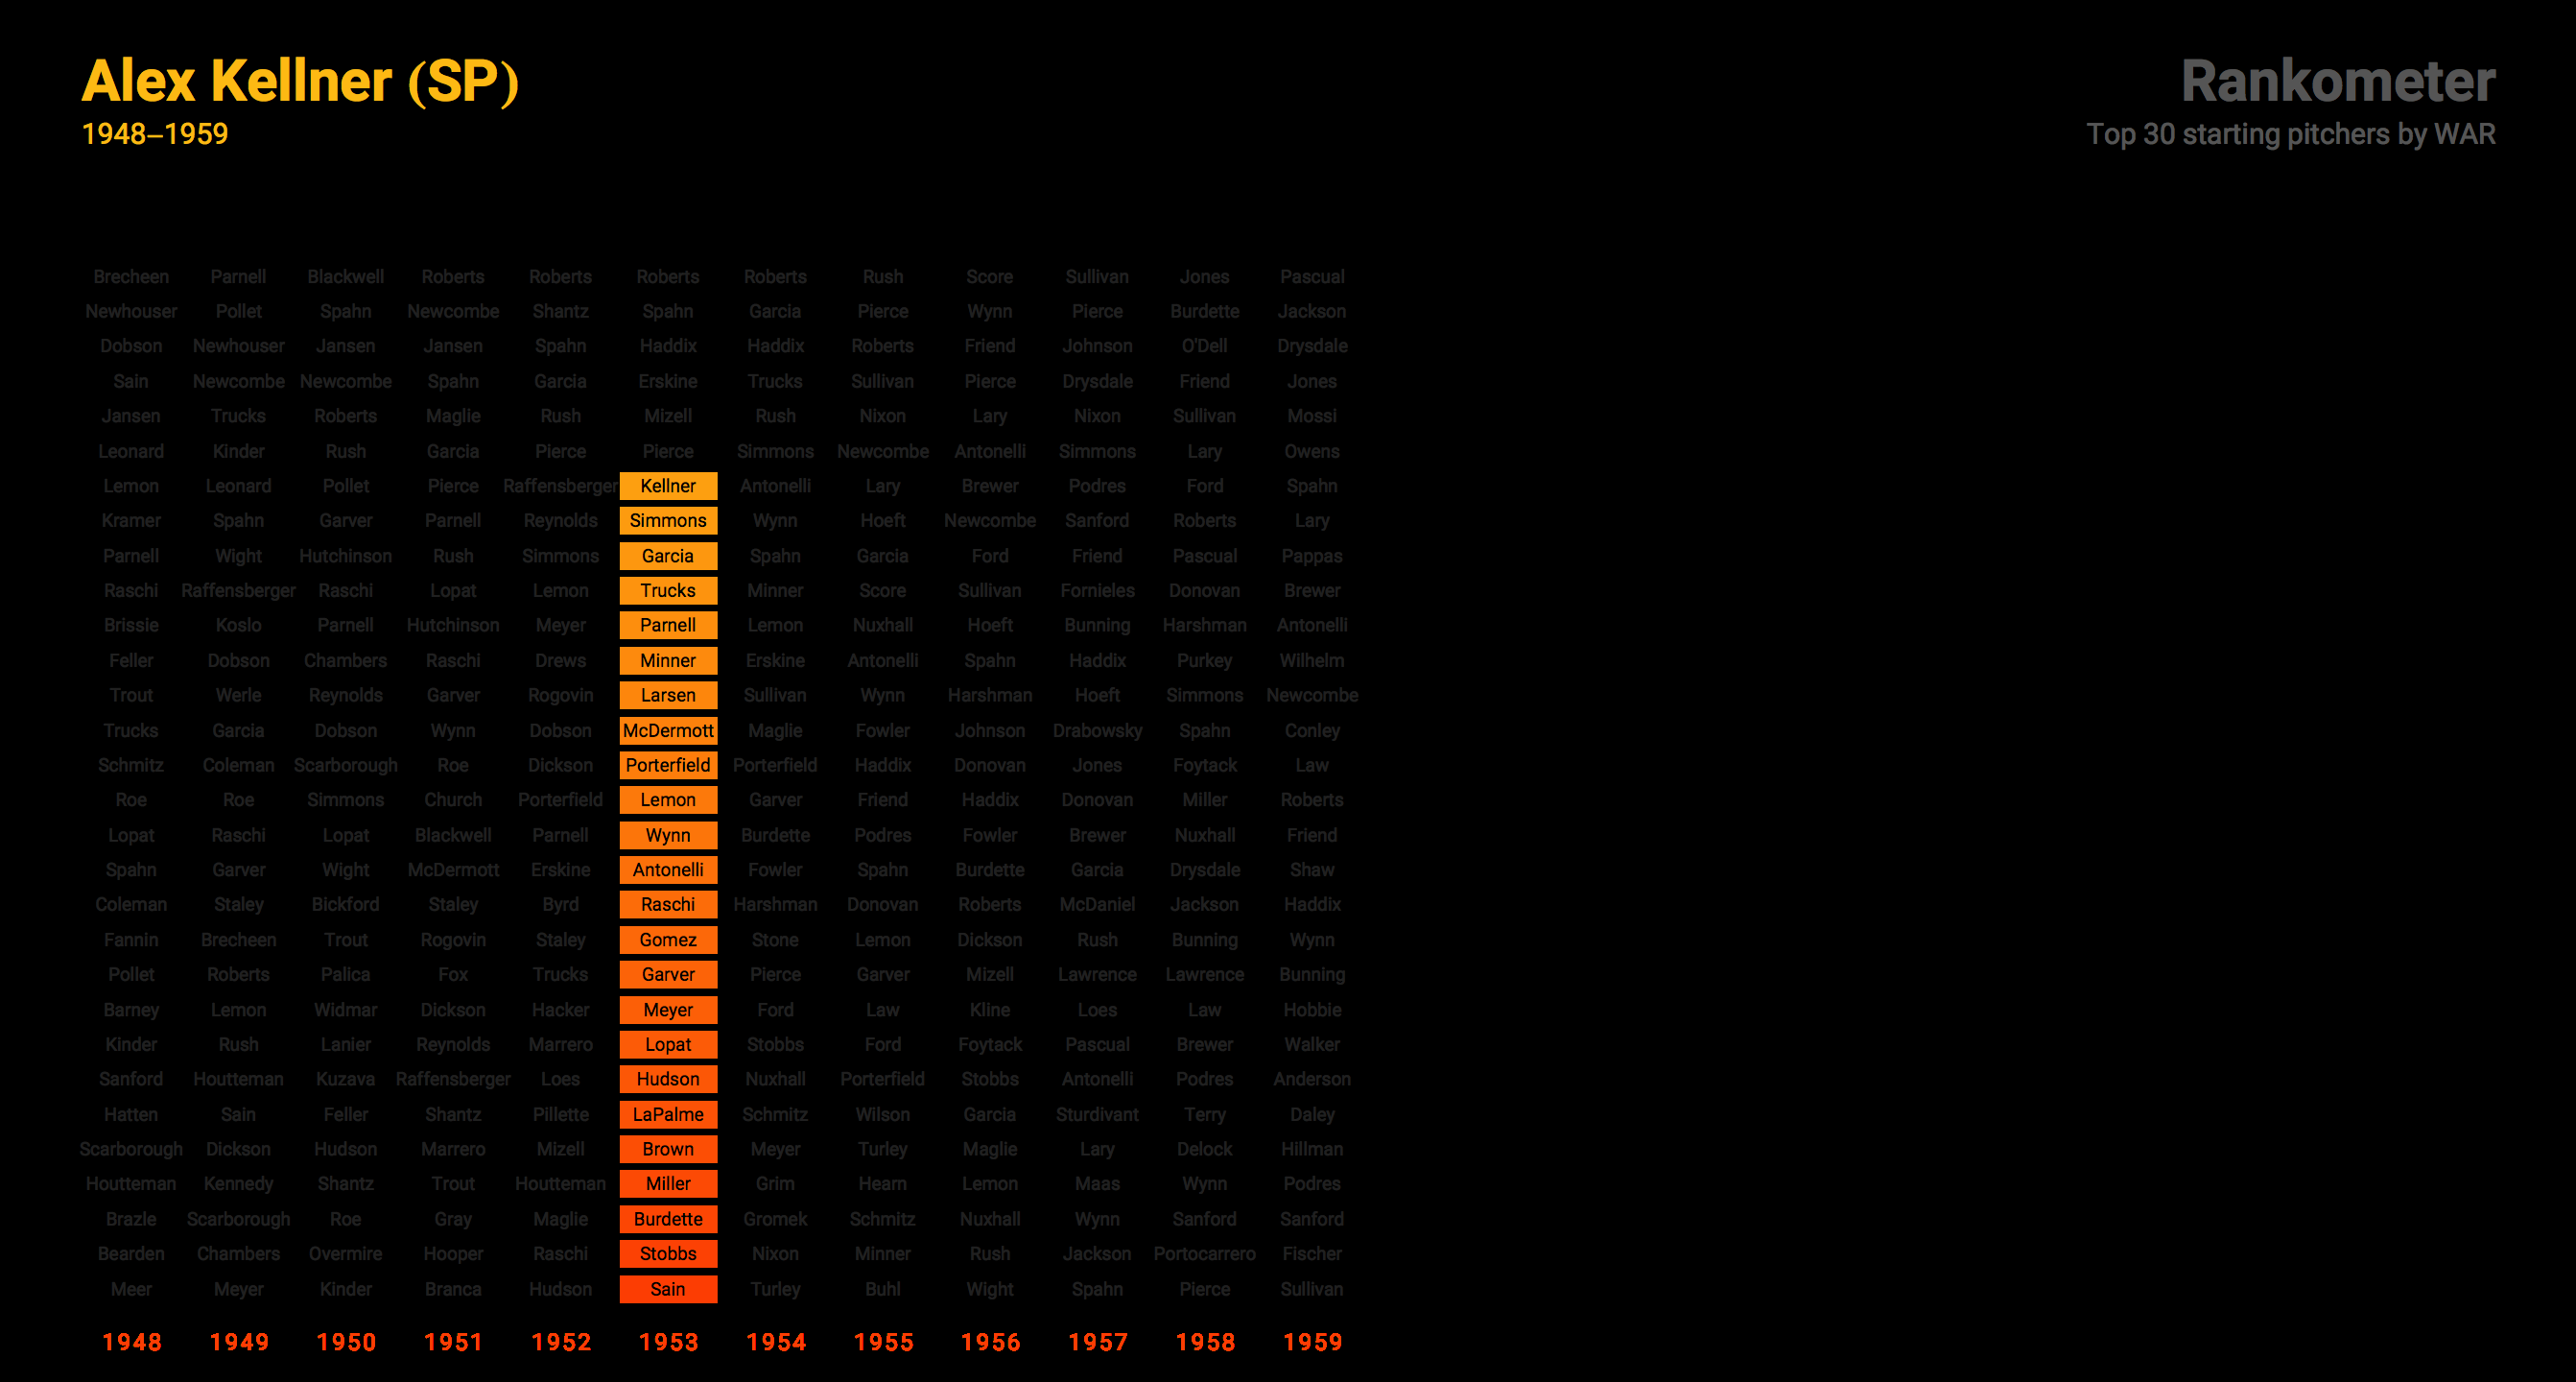 Alex Kellner (SP)
1948–1959
Rankometer
Top 30 starting pitchers by WAR
Brecheen Parnell Blackwell Roberts Roberts Roberts Roberts Rush Score Sullivan Jones Pascual
Newhouser Pollet Spahn Newcombe Shantz Spahn Garcia Pierce Wynn Pierce Burdette Jackson
Dobson Newhouser Jansen Jansen Spahn Haddix Haddix Roberts Friend Johnson O'Dell Drysdale
Sain Newcombe Newcombe Spahn Garcia Erskine Trucks Sullivan Pierce Drysdale Friend Jones
Jansen Trucks Roberts Maglie Rush Mizell Rush Nixon Lary Nixon Sullivan Mossi
Leonard Kinder Rush Garcia Pierce Pierce Simmons Newcombe Antonelli Simmons Lary Owens
Lemon Leonard Pollet Pierce Raffensberger Kellner Antonelli Lary Brewer Podres Ford Spahn
Kramer Spahn Garver Parnell Reynolds Simmons Wynn Hoeft Newcombe Sanford Roberts Lary
Parnell Wight Hutchinson Rush Simmons Garcia Spahn Garcia Ford Friend Pascual Pappas
Raschi Raffensberger Raschi Lopat Lemon Trucks Minner Score Sullivan Fornieles Donovan Brewer
Brissie Koslo Parnell Hutchinson Meyer Parnell Lemon Nuxhall Hoeft Bunning Harshman Antonelli
Feller Dobson Chambers Raschi Drews Minner Erskine Antonelli Spahn Haddix Purkey Wilhelm
Trout Werle Reynolds Garver Rogovin Larsen Sullivan Wynn Harshman Hoeft Simmons Newcombe
Trucks Garcia Dobson Wynn Dobson McDermott Maglie Fowler Johnson Drabowsky Spahn Conley
Schmitz Coleman Scarborough Roe Dickson Porterfield Porterfield Haddix Donovan Jones Foytack Law
Roe Roe Simmons Church Porterfield Lemon Garver Friend Haddix Donovan Miller Roberts
Lopat Raschi Lopat Blackwell Parnell Wynn Burdette Podres Fowler Brewer Nuxhall Friend
Spahn Garver Wight McDermott Erskine Antonelli Fowler Spahn Burdette Garcia Drysdale Shaw
Coleman Staley Bickford Staley Byrd Raschi Harshman Donovan Roberts McDaniel Jackson Haddix
Fannin Brecheen Trout Rogovin Staley Gomez Stone Lemon Dickson Rush Bunning Wynn
Pollet Roberts Palica Fox Trucks Garver Pierce Garver Mizell Lawrence Lawrence Bunning
Barney Lemon Widmar Dickson Hacker Meyer Ford Law Kline Loes Law Hobbie
Kinder Rush Lanier Reynolds Marrero Lopat Stobbs Ford Foytack Pascual Brewer Walker
Sanford Houtteman Kuzava Raffensberger Loes Hudson Nuxhall Porterfield Stobbs Antonelli Podres Anderson
Hatten Sain Feller Shantz Pillette LaPalme Schmitz Wilson Garcia Sturdivant Terry Daley
Scarborough Dickson Hudson Marrero Mizell Brown Meyer Turley Maglie Lary Delock Hillman
Houtteman Kennedy Shantz Trout Houtteman Miller Grim Hearn Lemon Maas Wynn Podres
Brazle Scarborough Roe Gray Maglie Burdette Gromek Schmitz Nuxhall Wynn Sanford Sanford
Bearden Chambers Overmire Hooper Raschi Stobbs Nixon Minner Rush Jackson Portocarrero Fischer
Meer Meyer Kinder Branca Hudson Sain Turley Buhl Wight Spahn Pierce Sullivan
1948 1949 1950 1951 1952 1953 1954 1955 1956 1957 1958 1959